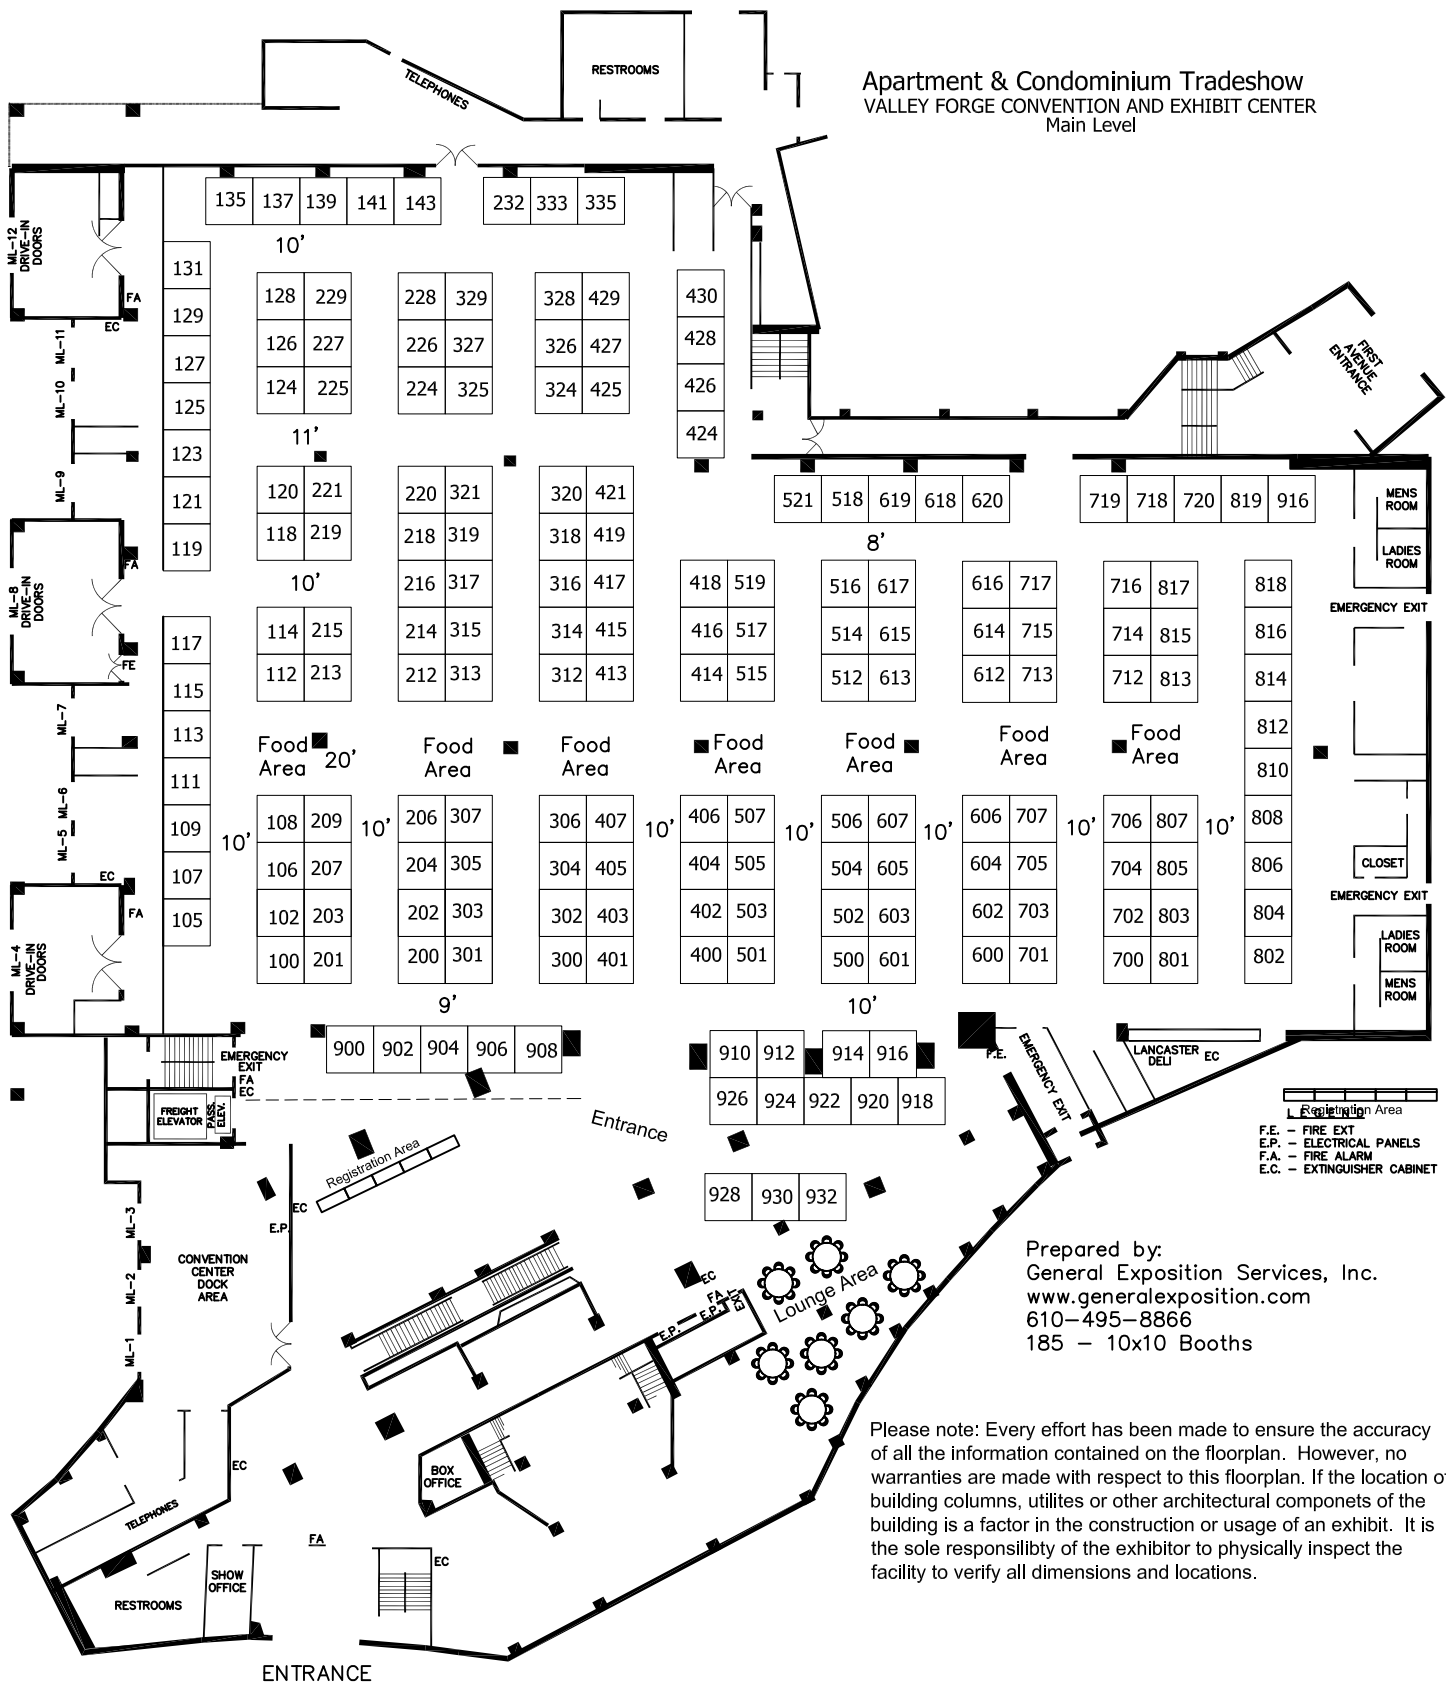 Apartment & Condominium Tradeshow
VALLEY FORGE CONVENTION AND EXHIBIT CENTER
Main Level
RESTROOMS
TELEPHONES
135 137 139 141 143 232 333 335
ML-12
DRIVE-IN
DOORS
10'
131
129
127
125
123
121
119
FA
EC
ML-11
ML-10
ML-9
128 229 228 329 328 429 430
126 227 226 327 326 427 428
124 225 224 325 324 425 426
424
11'
FIRST
AVENUE
ENTRANCE
120 221 220 321 320 421
118 219 218 319 318 419
521 518 619 618 620 719 718 720 819 916
MENS
ROOM
LADIES
ROOM
8'
10'
FA
ML-8
DRIVE-IN
DOORS
FE
216 317 316 417 418 519 516 617 616 717 716 817 818
EMERGENCY EXIT
117
115
113
111
109
107
105
114 215 214 315 314 415 416 517 514 615 614 715 714 815 816
112 213 212 313 312 413 414 515 512 613 612 713 712 813 814
812
810
ML-7
ML-6
ML-5
EC
FA
Food
Area
20'
Food
Area
Food
Area
Food
Area
Food
Area
Food
Area
Food
Area
10' 10' 10' 10' 10' 10' 10'
108 209 206 307 306 407 406 507 506 607 606 707 706 807 808
106 207 204 305 304 405 404 505 504 605 604 705 704 805 806
102 203 202 303 302 403 402 503 502 603 602 703 702 803 804
100 201 200 301 300 401 400 501 500 601 600 701 700 801 802
CLOSET
EMERGENCY EXIT
LADIES
ROOM
MENS
ROOM
ML-4
DRIVE-IN
DOORS
9'
10'
900 902 904 906 908 910 912 914 916
926 924 922 920 918
F.E.
EMERGENCY EXIT
LANCASTER
DELI
EC
EMERGENCY
EXIT
FA
EC
FREIGHT
ELEVATOR
PASS.
ELEV.
Entrance
Registration Area
Registration Area
LEGEND
F.E. – FIRE EXT
E.P. – ELECTRICAL PANELS
F.A. – FIRE ALARM
E.C. – EXTINGUISHER CABINET
928 930 932
EC
E.P.
ML-3
ML-2
ML-1
CONVENTION
CENTER
DOCK
AREA
EC
FA
E.P.
EXIT
E.P.
Lounge Area
Prepared by:
General Exposition Services, Inc.
www.generalexposition.com
610-495-8866
185 – 10x10 Booths
Please note: Every effort has been made to ensure the accuracy
of all the information contained on the floorplan. However, no
warranties are made with respect to this floorplan. If the location of
building columns, utilites or other architectural componets of the
building is a factor in the construction or usage of an exhibit. It is
the sole responsilibty of the exhibitor to physically inspect the
facility to verify all dimensions and locations.
EC
BOX
OFFICE
TELEPHONES
FA
EC
SHOW
OFFICE
RESTROOMS
ENTRANCE